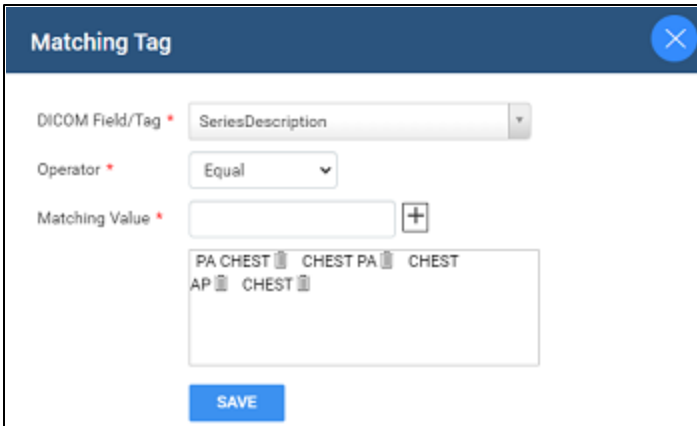 Matching Tag
DICOM Field/Tag * SeriesDescription
Operator * Equal
Matching Value *
PA CHEST CHEST PA CHEST
AP CHEST
SAVE